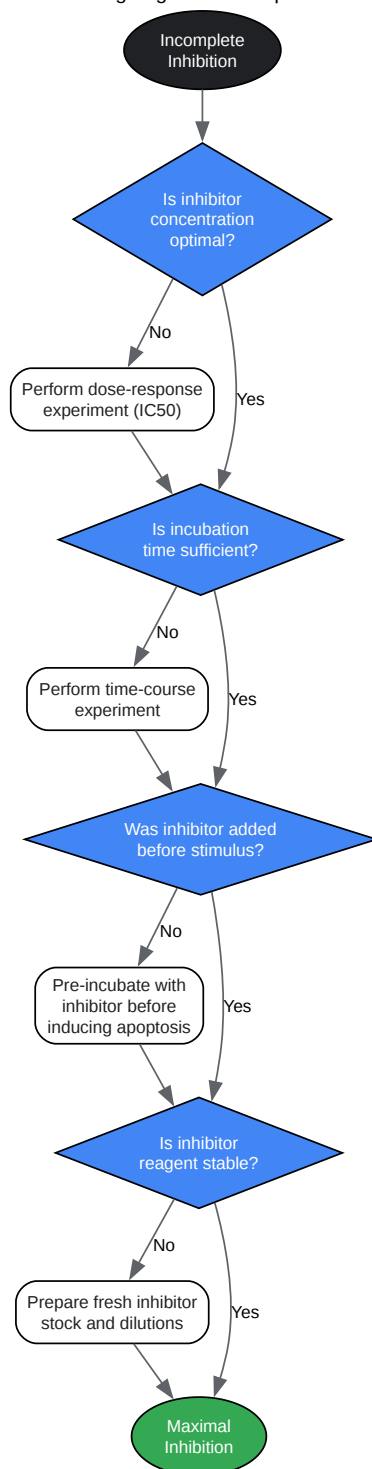 Incomplete
Inhibition
Is inhibitor
concentration
optimal?
No
Perform dose-response
experiment (IC50)
Yes
Is incubation
time sufficient?
No
Perform time-course
experiment
Yes
Was inhibitor added
before stimulus?
No
Pre-incubate with
inhibitor before
inducing apoptosis
Yes
Is inhibitor
reagent stable?
No
Prepare fresh inhibitor
stock and dilutions
Yes
Maximal
Inhibition